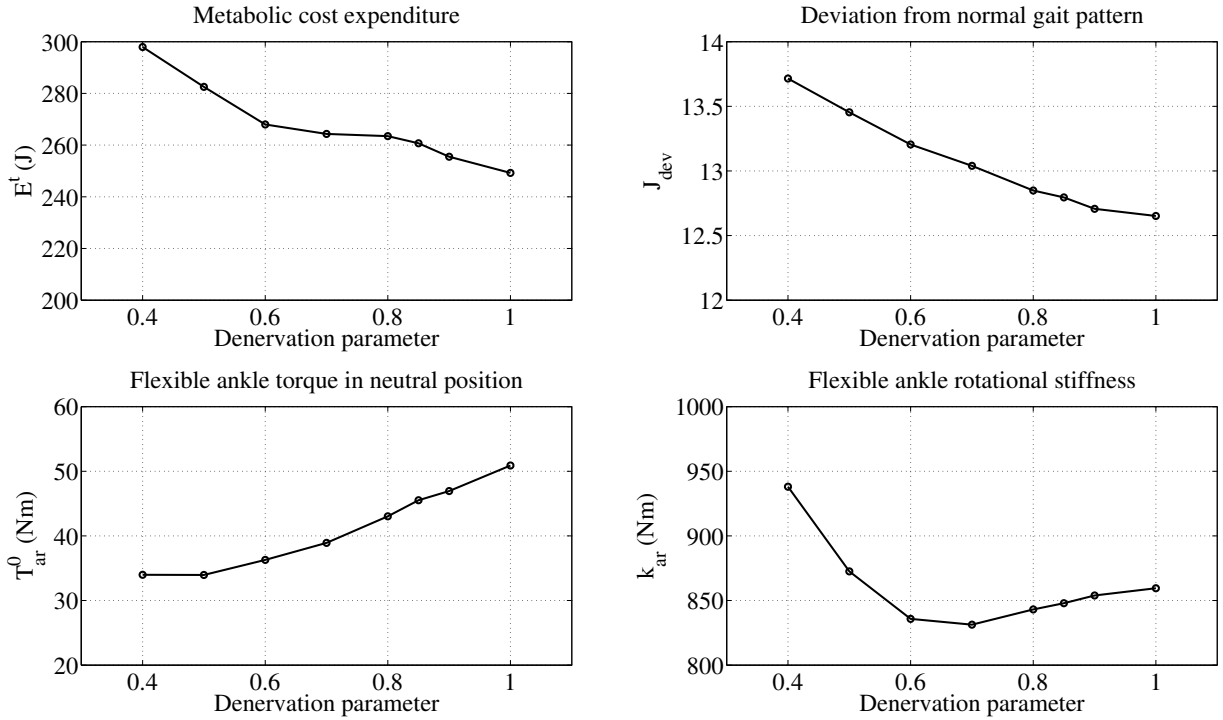 Metabolic cost expenditure
300
280
260
240
220
200
E^t (J)
0.4 0.6 0.8 1
Denervation parameter
Deviation from normal gait pattern
14
13.5
13
12.5
12
J_dev
0.4 0.6 0.8 1
Denervation parameter
Flexible ankle torque in neutral position
60
50
40
30
20
T_ar^0 (Nm)
0.4 0.6 0.8 1
Denervation parameter
Flexible ankle rotational stiffness
1000
950
900
850
800
k_ar (Nm)
0.4 0.6 0.8 1
Denervation parameter